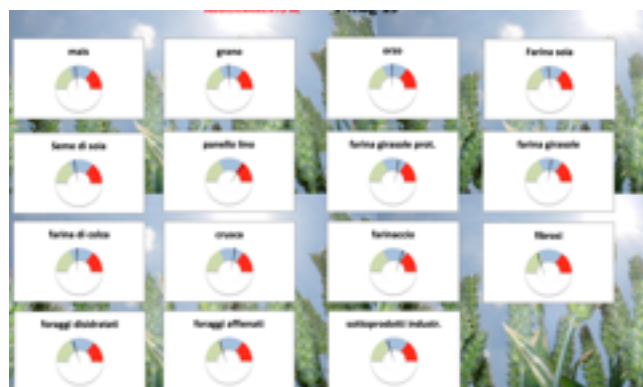 mais
grano
orzo
Farina soia
Seme di soia
panello lino
farina girasole prot.
farina girasole
farina di colza
crusca
farinaccio
fibrosi
foraggi disidratati
foraggi affienati
sottoprodotti industr.